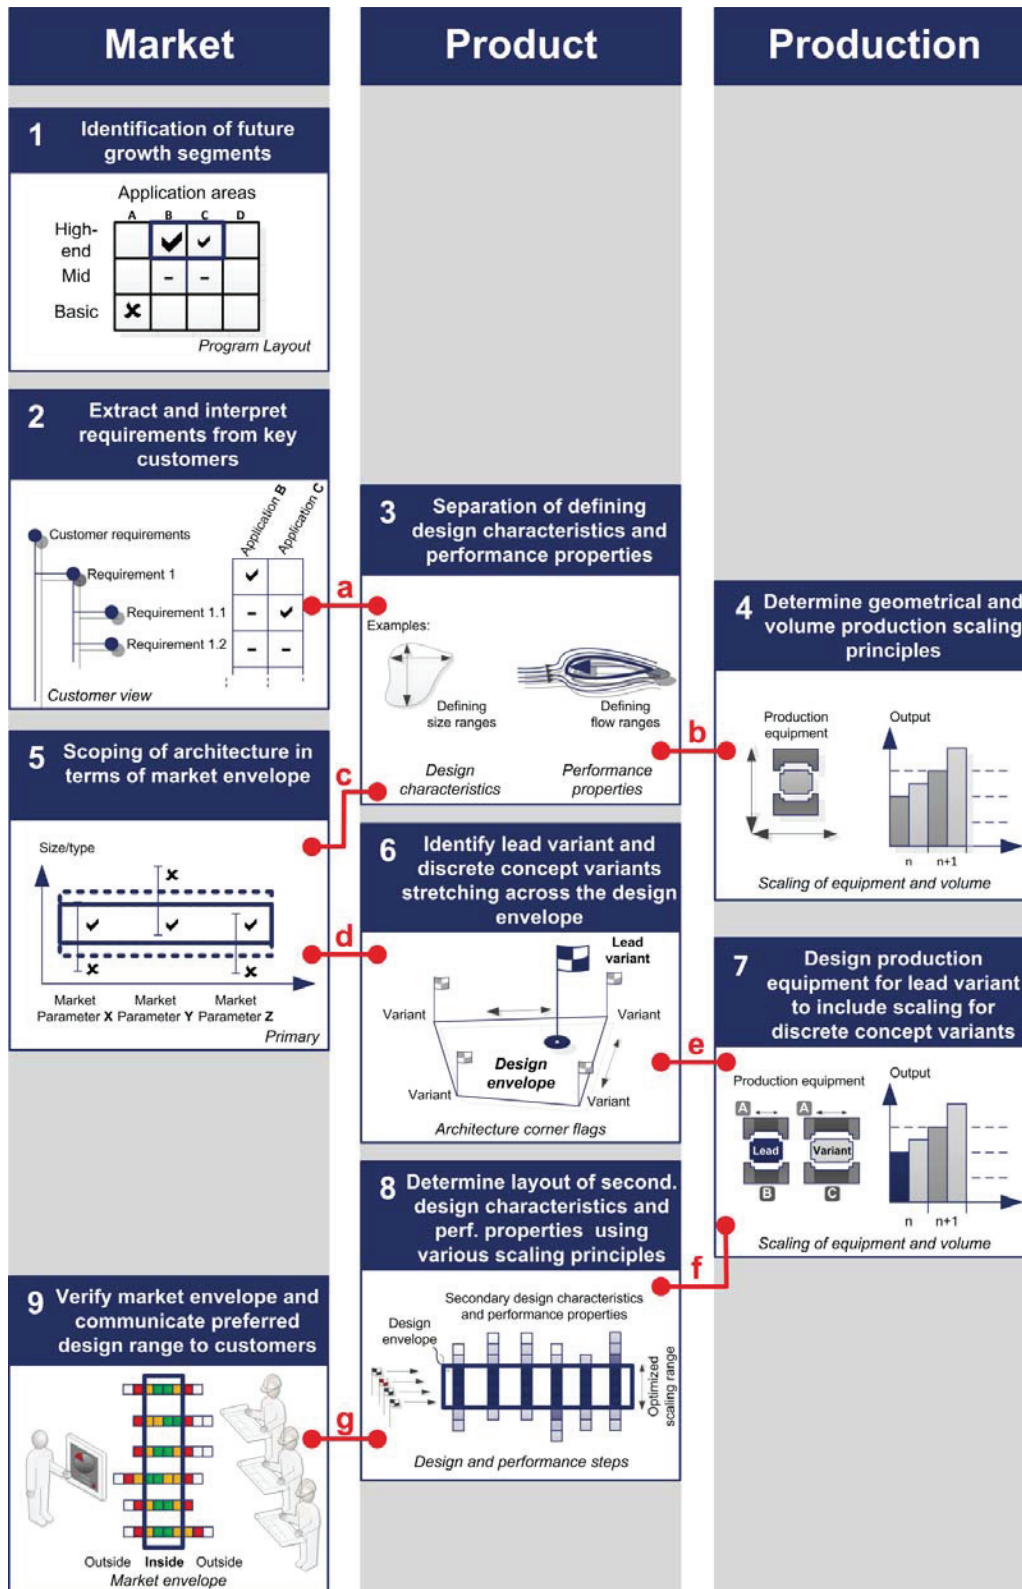 Market
Product
Production
1
Identification of future
growth segments
Application areas
A B C D
High-
end
Mid
- -
Basic
Program Layout
2
Extract and interpret
requirements from key
customers
Application B
Application C
Customer requirements
Requirement 1
Requirement 1.1
-
Requirement 1.2
- -
Customer view
a
3
Separation of defining
design characteristics and
performance properties
Examples:
Defining
size ranges
Defining
flow ranges
Design
characteristics
Performance
properties
b
4
Determine geometrical and
volume production scaling
principles
Production
equipment
Output
n
n+1
Scaling of equipment and volume
5
Scoping of architecture in
terms of market envelope
c
Size/type
Market
Parameter X
Market
Parameter Y
Market
Parameter Z
Primary
d
6
Identify lead variant and
discrete concept variants
stretching across the design
envelope
Lead
variant
Variant
Variant
Design
envelope
Variant
Variant
Architecture corner flags
e
7
Design production
equipment for lead variant
to include scaling for
discrete concept variants
Production equipment
Output
A
A
Lead
Variant
B
C
n
n+1
Scaling of equipment and volume
f
8
Determine layout of second.
design characteristics and
perf. properties using
various scaling principles
Secondary design characteristics
and performance properties
Design
envelope
Optimized
scaling range
Design and performance steps
g
9
Verify market envelope and
communicate preferred
design range to customers
Outside Inside Outside
Market envelope